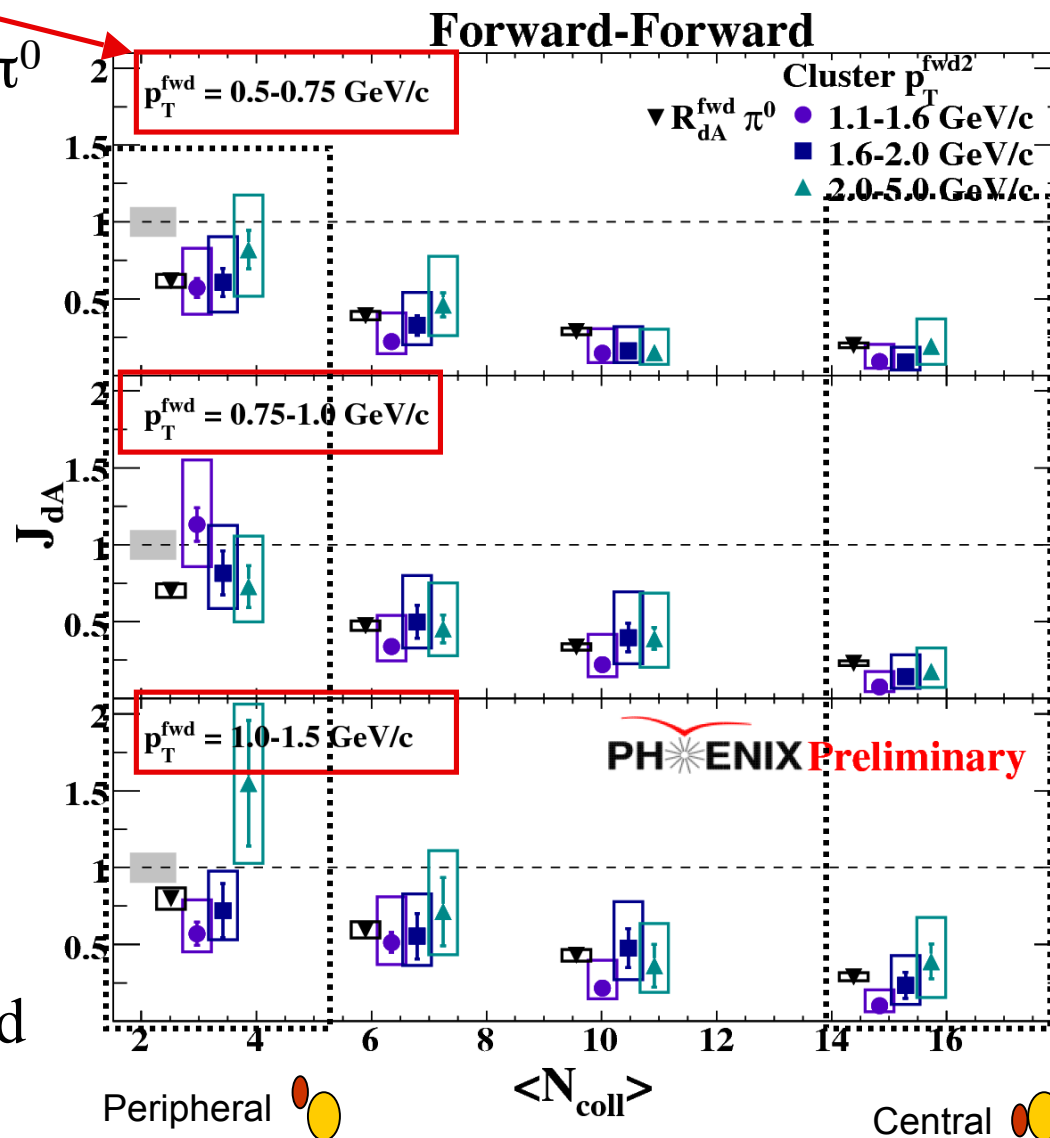 Forward-Forward
π⁰
Cluster p_T^fwd2
▼ R_dA^fwd π⁰
● 1.1-1.6 GeV/c
■ 1.6-2.0 GeV/c
▲ 2.0-5.0 GeV/c
p_T^fwd = 0.5-0.75 GeV/c
2
1.5
1
0.5
p_T^fwd = 0.75-1.0 GeV/c
2
1.5
1
0.5
J_dA
p_T^fwd = 1.0-1.5 GeV/c
PHENIX Preliminary
2
1.5
1
0.5
d
2 4 6 8 10 12 14 16
<N_coll>
Peripheral
Central